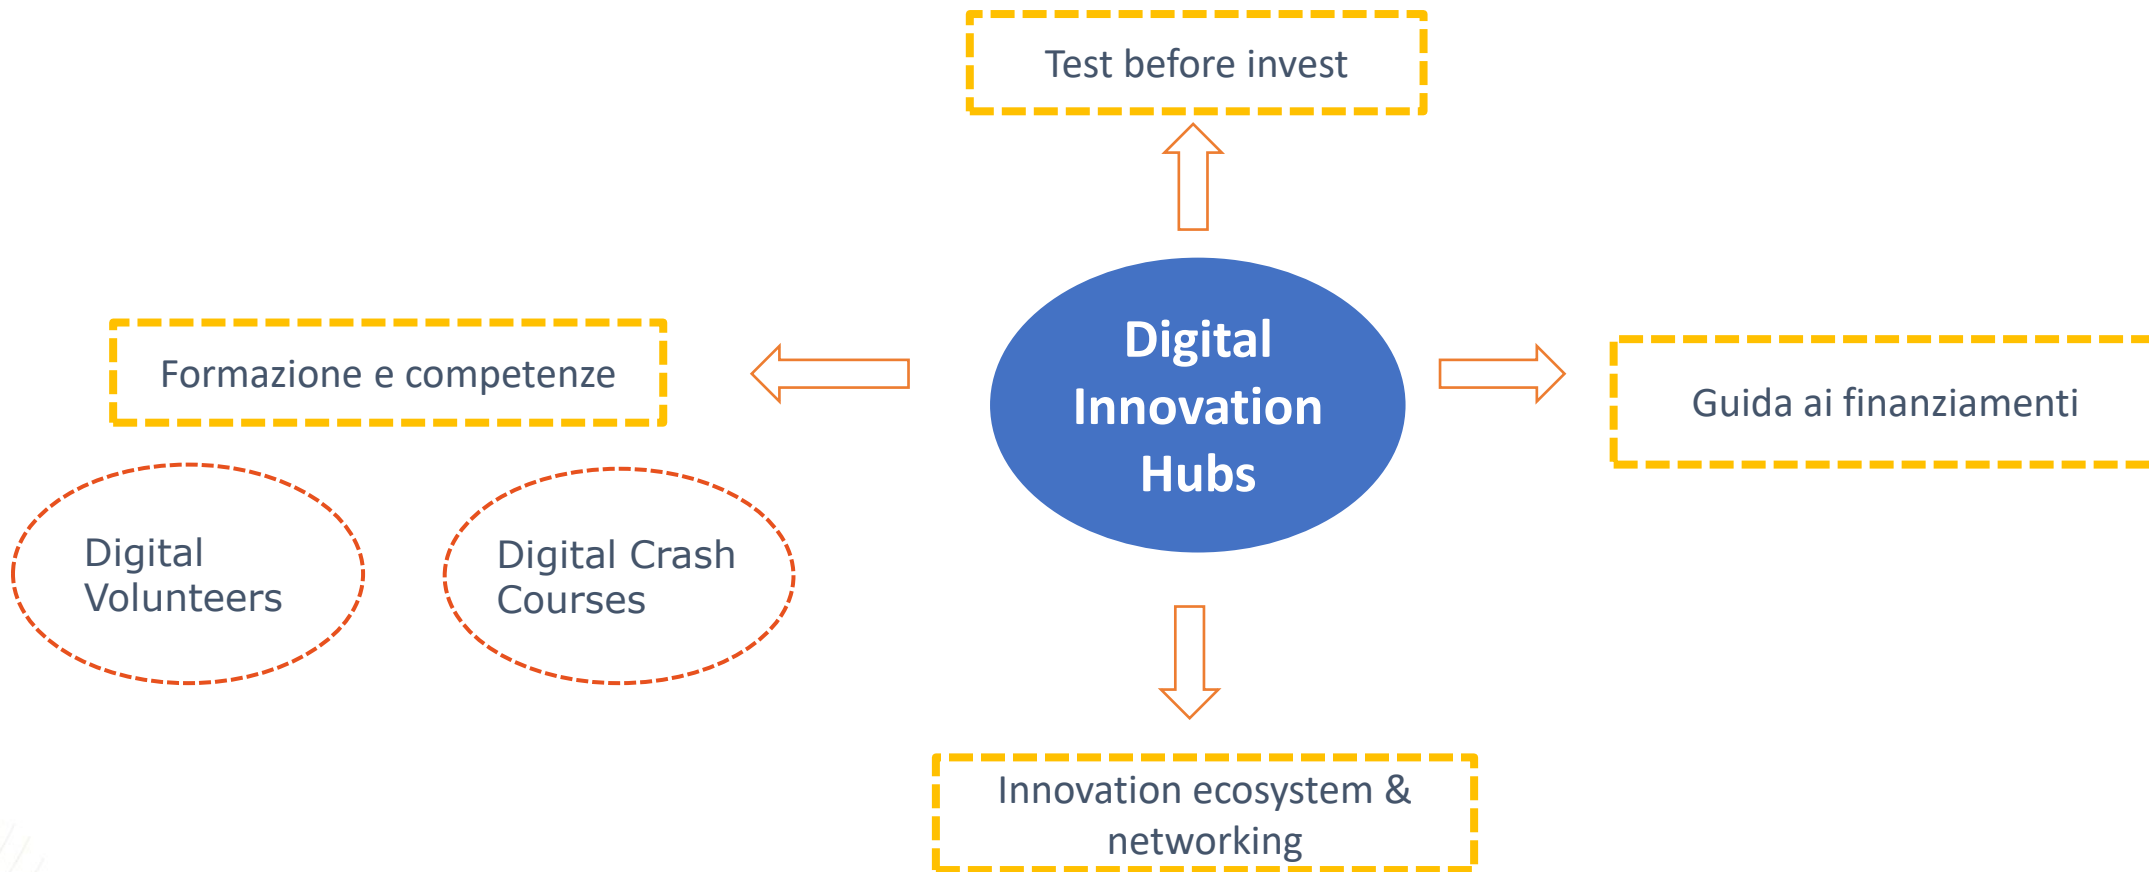 Test before invest
Digital
Innovation
Hubs
Formazione e competenze
Guida ai finanziamenti
Digital
Volunteers
Digital Crash
Courses
Innovation ecosystem &
networking